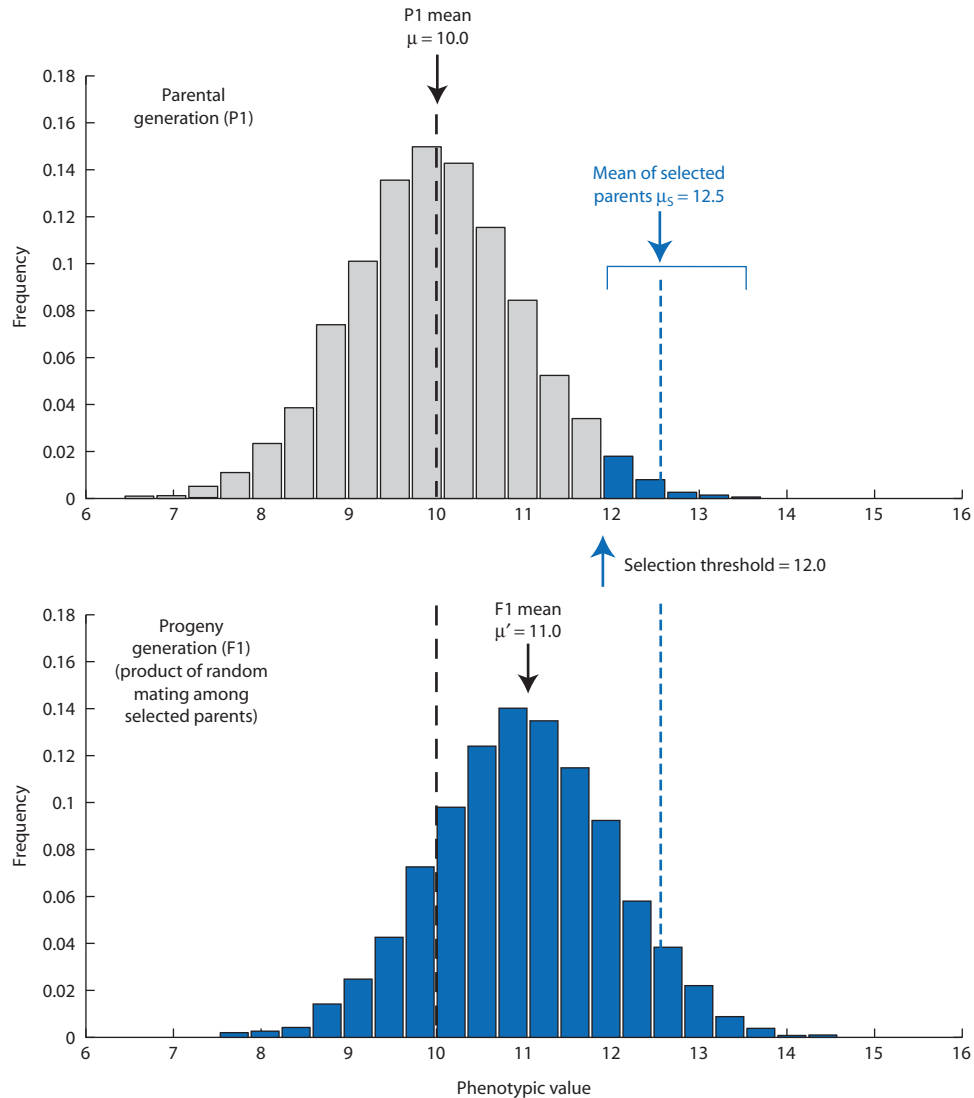 P1 mean
μ = 10.0
Parental
generation (P1)
Mean of selected
parents μS = 12.5
Frequency
0.18
0.16
0.14
0.12
0.1
0.08
0.06
0.04
0.02
0
6 7 8 9 10 11 12 13 14 15 16
Selection threshold = 12.0
F1 mean
μ′ = 11.0
Progeny
generation (F1)
(product of random
mating among
selected parents)
Frequency
0.18
0.16
0.14
0.12
0.1
0.08
0.06
0.04
0.02
0
6 7 8 9 10 11 12 13 14 15 16
Phenotypic value